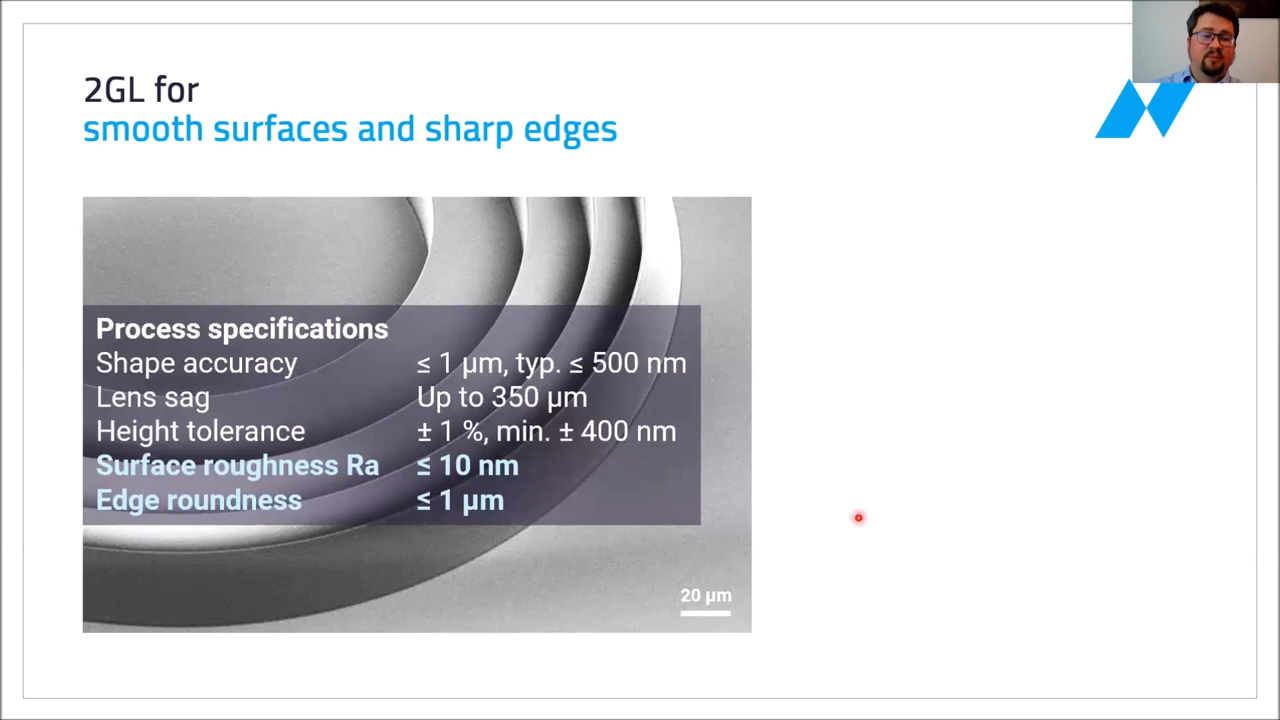 2GL for
smooth surfaces and sharp edges
Process specifications
Shape accuracy ≤ 1 µm, typ. ≤ 500 nm
Lens sag Up to 350 µm
Height tolerance ± 1 %, min. ± 400 nm
Surface roughness Ra ≤ 10 nm
Edge roundness ≤ 1 µm
20 µm